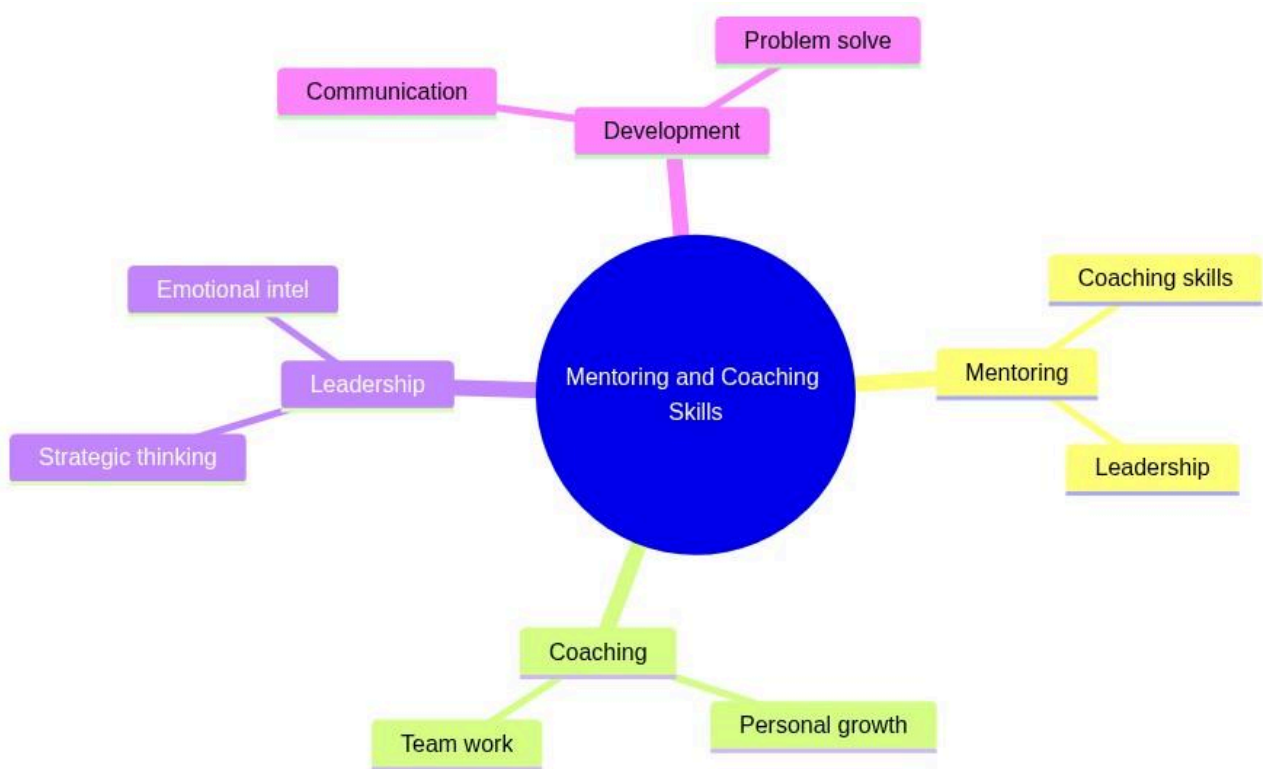 Problem solve
Communication
Development
Emotional intel
Coaching skills
Mentoring and Coaching
Skills
Mentoring
Leadership
Strategic thinking
Leadership
Coaching
Team work
Personal growth